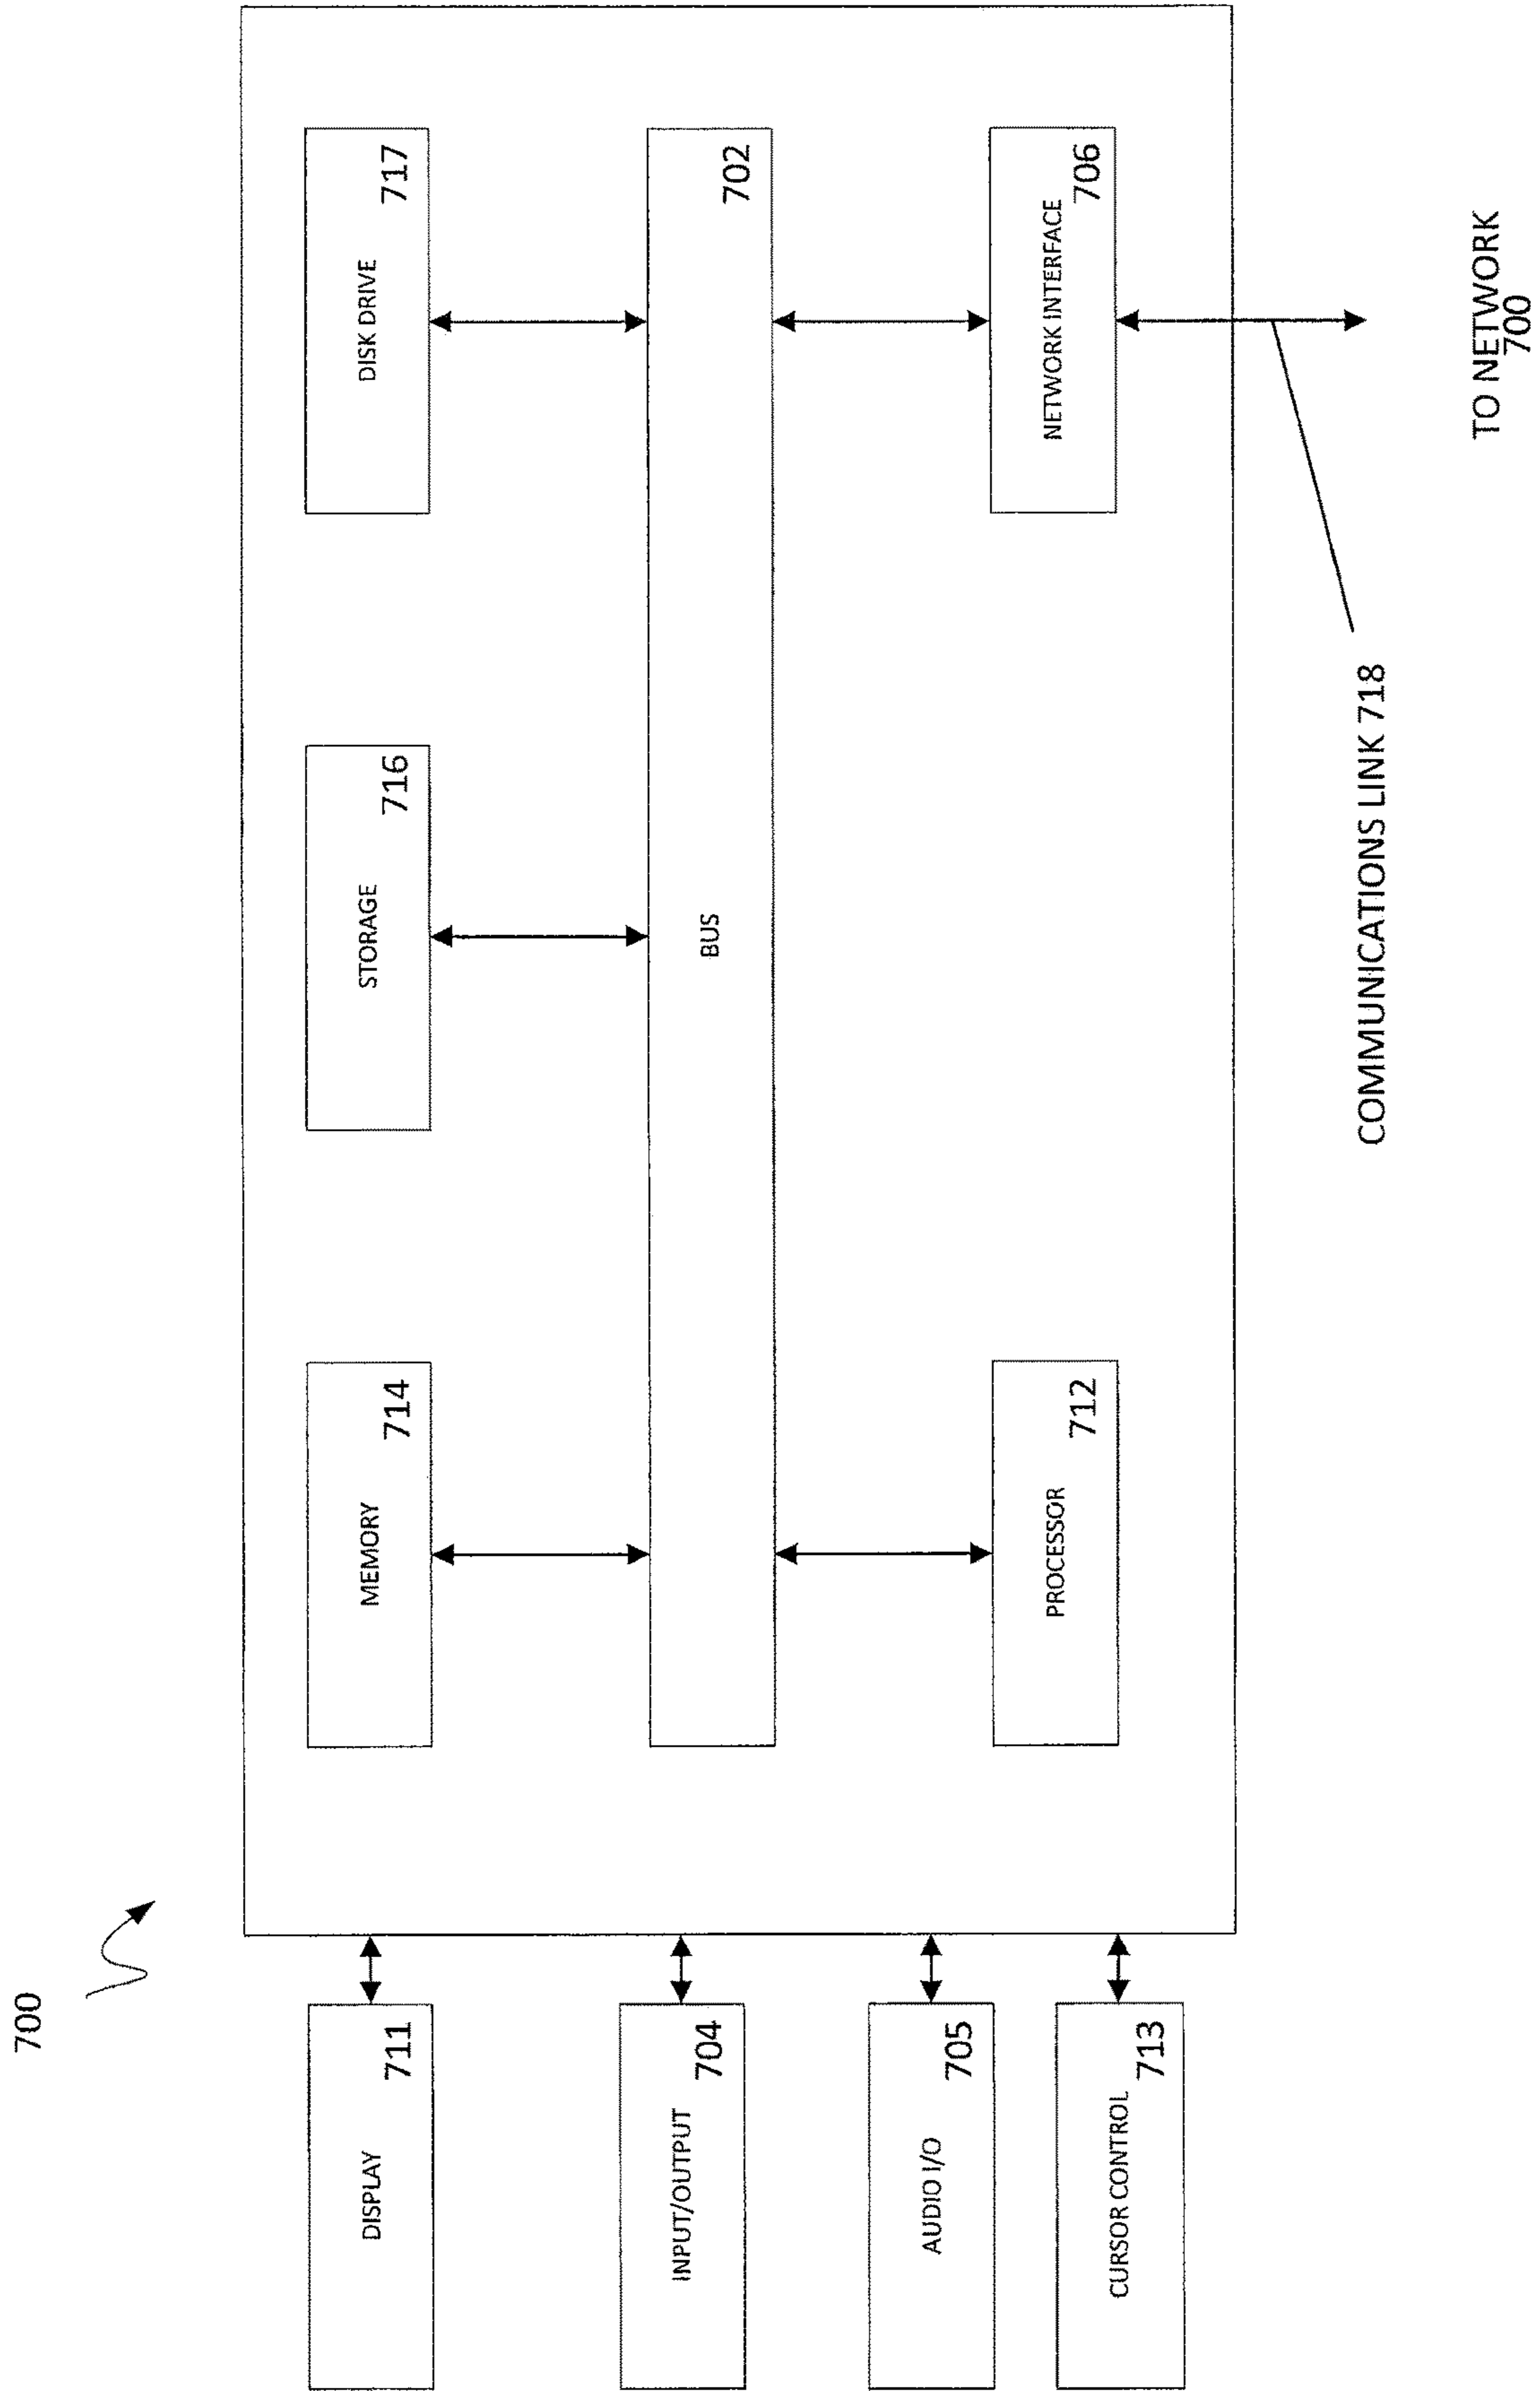 700
DISPLAY
711
INPUT/OUTPUT
704
AUDIO I/O
705
CURSOR CONTROL
713
MEMORY
714
STORAGE
716
DISK DRIVE
717
BUS
702
PROCESSOR
712
NETWORK INTERFACE
706
COMMUNICATIONS LINK 718
TO NETWORK
700